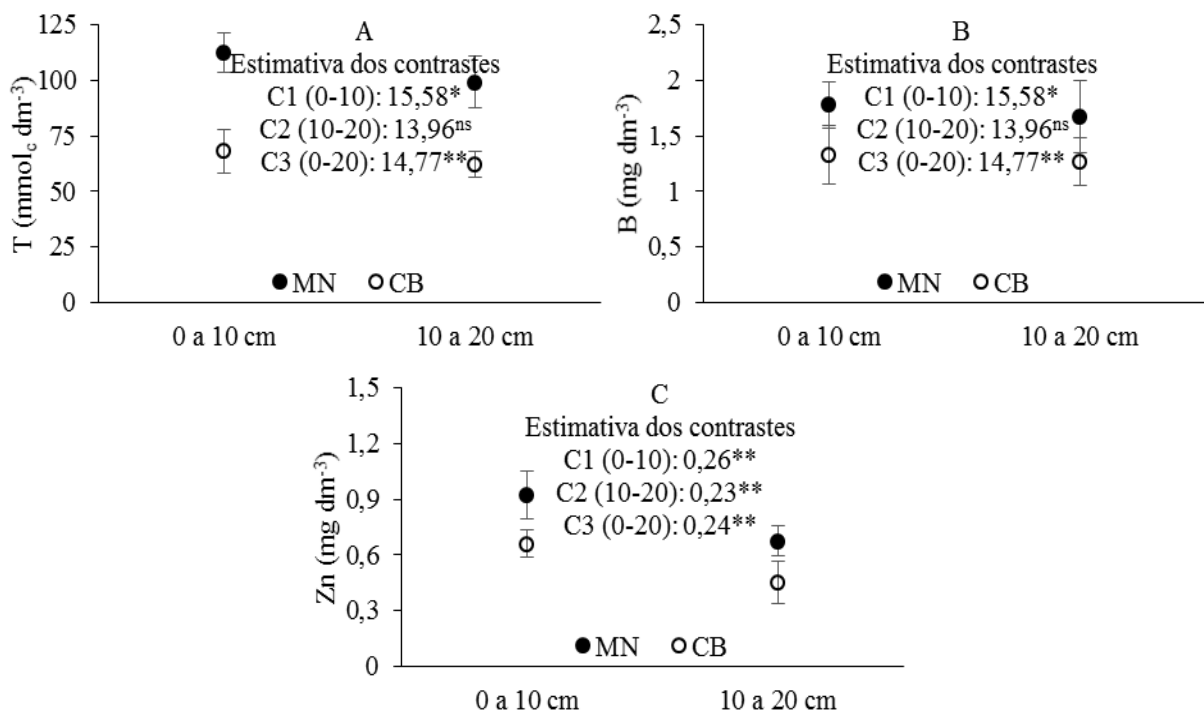 A
Estimativa dos contrastes
C1 (0-10): 15,58*
C2 (10-20): 13,96ⁿˢ
C3 (0-20): 14,77**
T (mmol_c dm⁻³)
125
100
75
50
25
0
MN CB
0 a 10 cm 10 a 20 cm
B
Estimativa dos contrastes
C1 (0-10): 15,58*
C2 (10-20): 13,96ⁿˢ
C3 (0-20): 14,77**
B (mg dm⁻³)
2,5
2
1,5
1
0,5
0
MN CB
0 a 10 cm 10 a 20 cm
C
Estimativa dos contrastes
C1 (0-10): 0,26**
C2 (10-20): 0,23**
C3 (0-20): 0,24**
Zn (mg dm⁻³)
1,5
1,2
0,9
0,6
0,3
0
MN CB
0 a 10 cm 10 a 20 cm